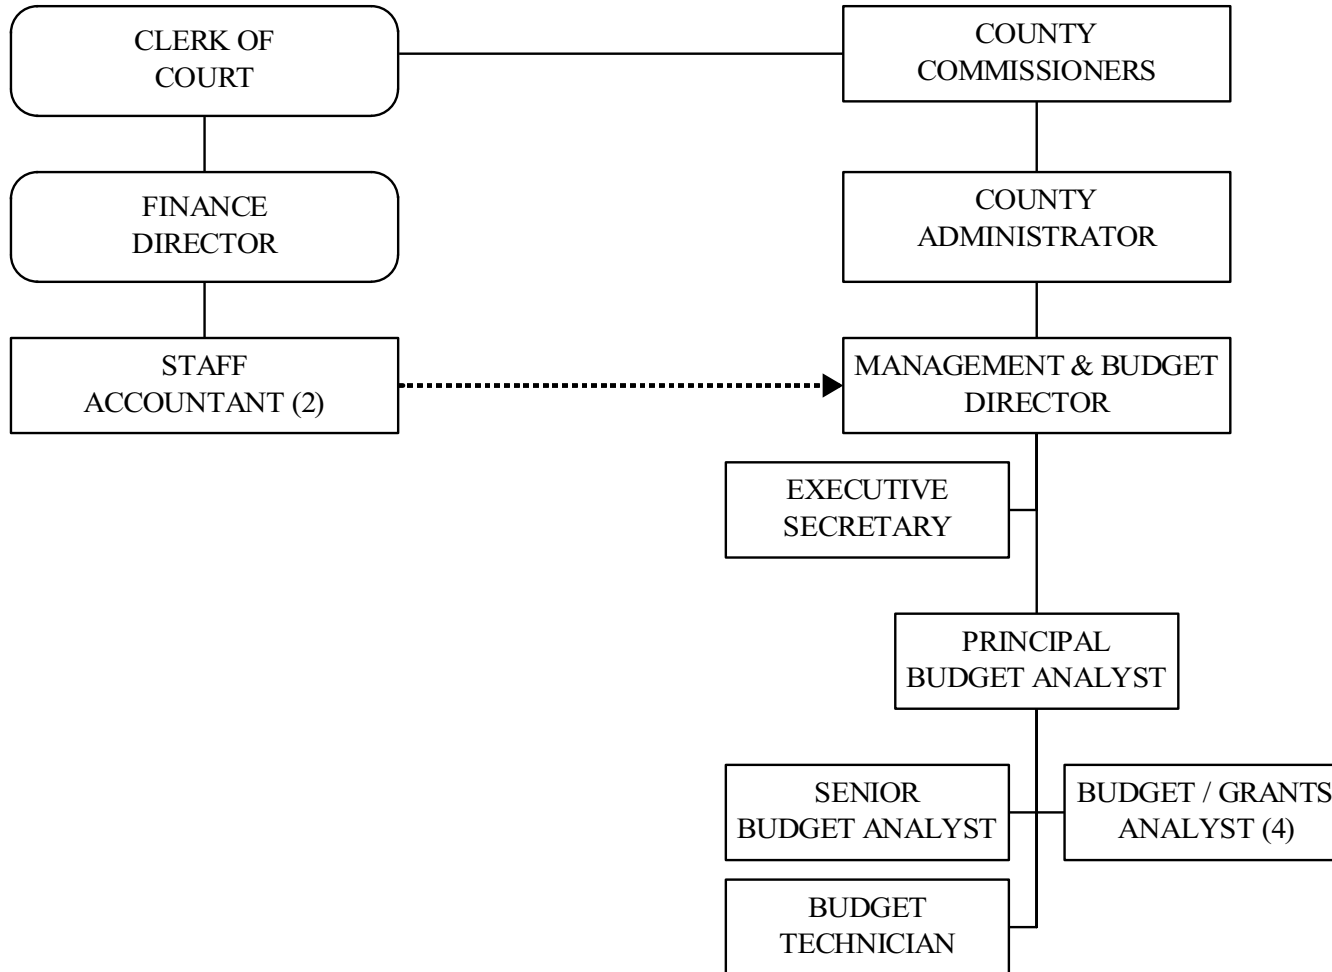 CLERK OF
COURT
COUNTY
COMMISSIONERS
FINANCE
DIRECTOR
COUNTY
ADMINISTRATOR
STAFF
ACCOUNTANT (2)
MANAGEMENT & BUDGET
DIRECTOR
EXECUTIVE
SECRETARY
PRINCIPAL
BUDGET ANALYST
SENIOR
BUDGET ANALYST
BUDGET / GRANTS
ANALYST (4)
BUDGET
TECHNICIAN